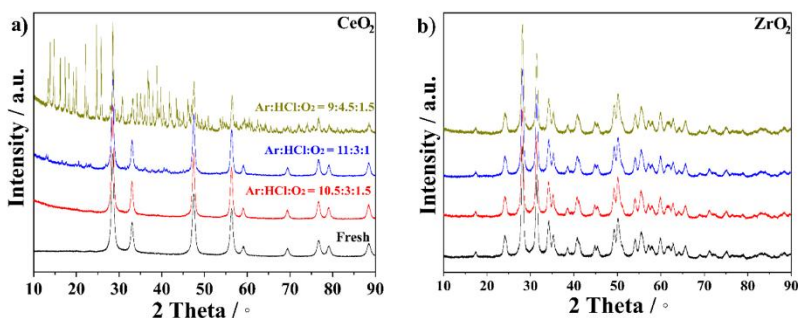 a)
CeO₂
Intensity / a.u.
Ar:HCl:O₂ = 9:4.5:1.5
Ar:HCl:O₂ = 11:3:1
Ar:HCl:O₂ = 10.5:3:1.5
Fresh
10 20 30 40 50 60 70 80 90
2 Theta / °
b)
ZrO₂
Intensity / a.u.
10 20 30 40 50 60 70 80 90
2 Theta / °